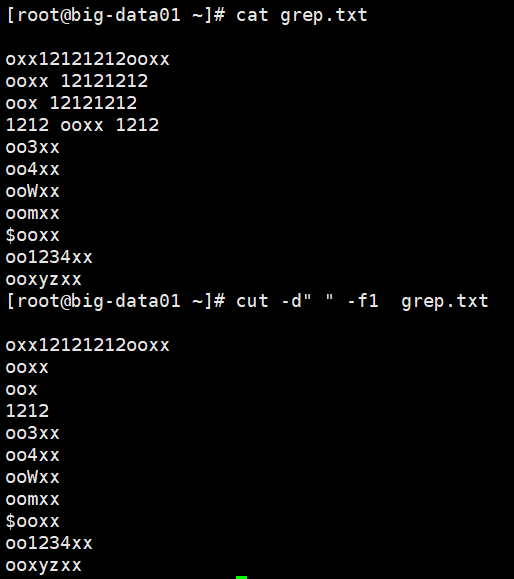 [root@big-data01 ~]# cat grep.txt

oxx12121212ooxx
ooxx 12121212
oox 12121212
1212 ooxx 1212
oo3xx
oo4xx
ooWxx
oomxx
$ooxx
oo1234xx
ooxyzxx
[root@big-data01 ~]# cut -d" " -f1  grep.txt

oxx12121212ooxx
ooxx
oox
1212
oo3xx
oo4xx
ooWxx
oomxx
$ooxx
oo1234xx
ooxyzxx